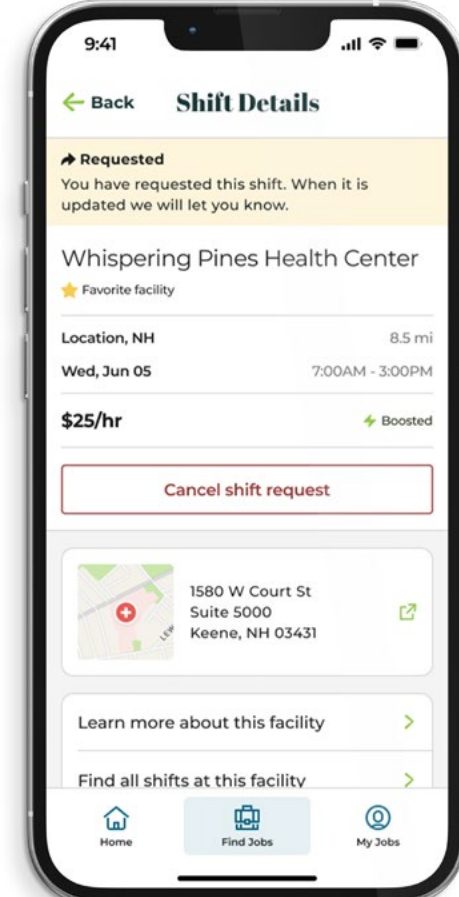 9:41
Back
Shift Details
Requested
You have requested this shift. When it is
updated we will let you know.
Whispering Pines Health Center
Favorite facility
Location, NH
8.5 mi
Wed, Jun 05
7:00AM - 3:00PM
$25/hr
Boosted
Cancel shift request
1580 W Court St
Suite 5000
Keene, NH 03431
LEW
Learn more about this facility
Find all shifts at this facility
Home
Find Jobs
My Jobs